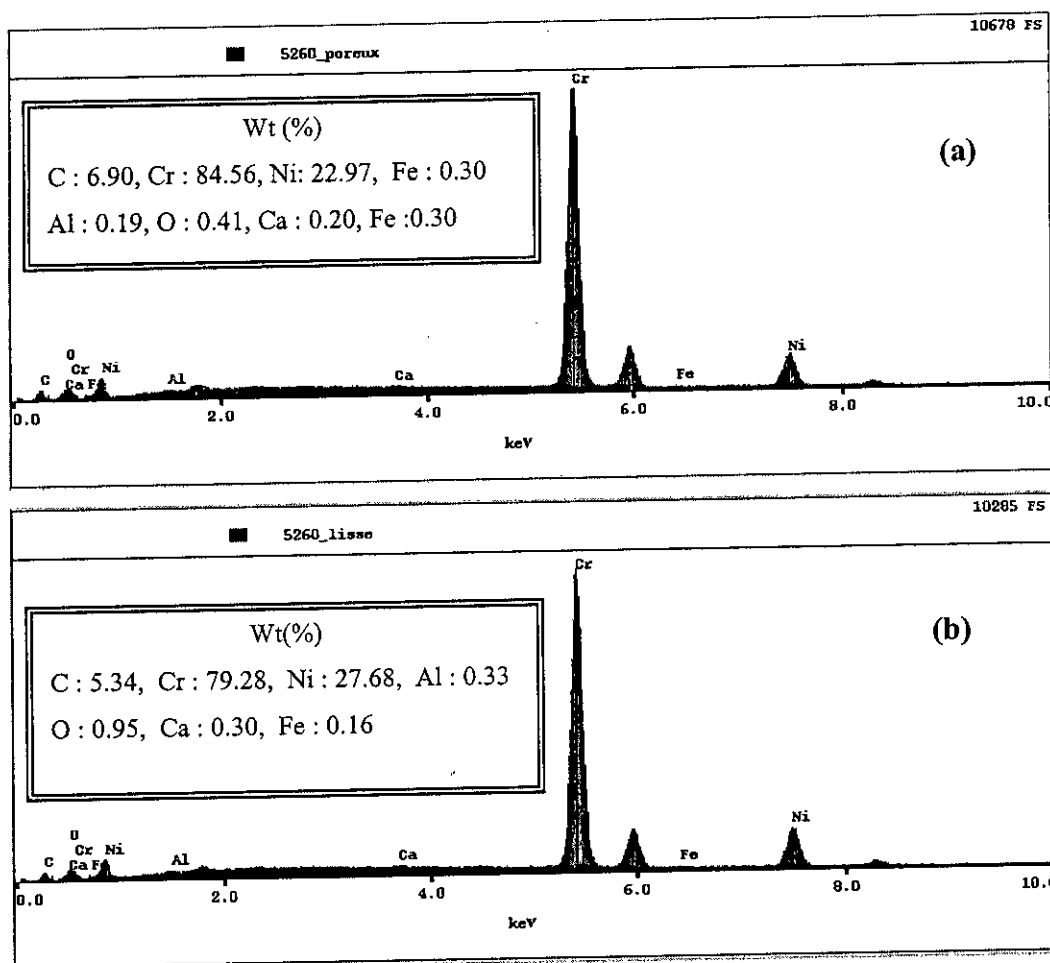 10678 FS
5260_poreux
Cr
Wt (%)
(a)
C : 6.90, Cr : 84.56, Ni: 22.97, Fe : 0.30
Al : 0.19, O : 0.41, Ca : 0.20, Fe :0.30
O
Cr Ni
C Ca F Al Ca Fe Ni
0.0 2.0 4.0 6.0 8.0 10.0
keV
10285 FS
5260_lisse
Cr
Wt(%)
(b)
C : 5.34, Cr : 79.28, Ni : 27.68, Al : 0.33
O : 0.95, Ca : 0.30, Fe : 0.16
O
Cr Ni
C Ca F Al Ca Fe Ni
0.0 2.0 4.0 6.0 8.0 10.0
keV